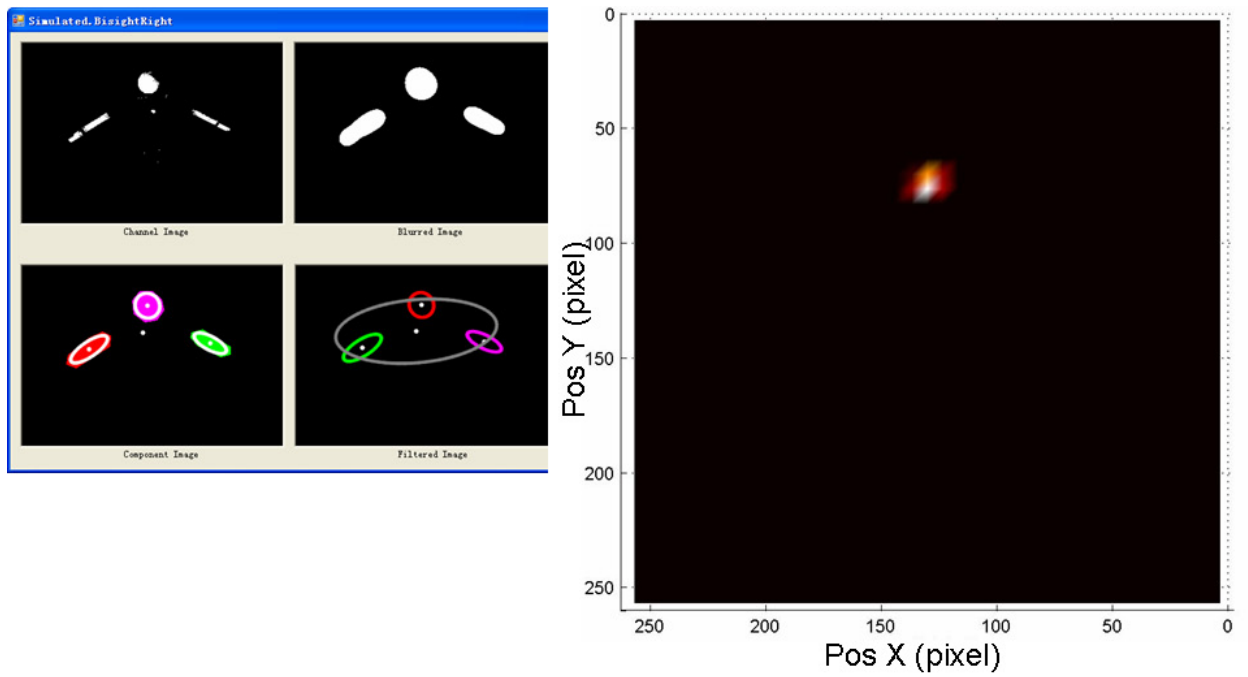 Simulated.BisightRight
Channel Image
Blurred Image
Component Image
Filtered Image
0
50
100
150
200
250
Pos Y (pixel)
250
200
150
100
50
0
Pos X (pixel)